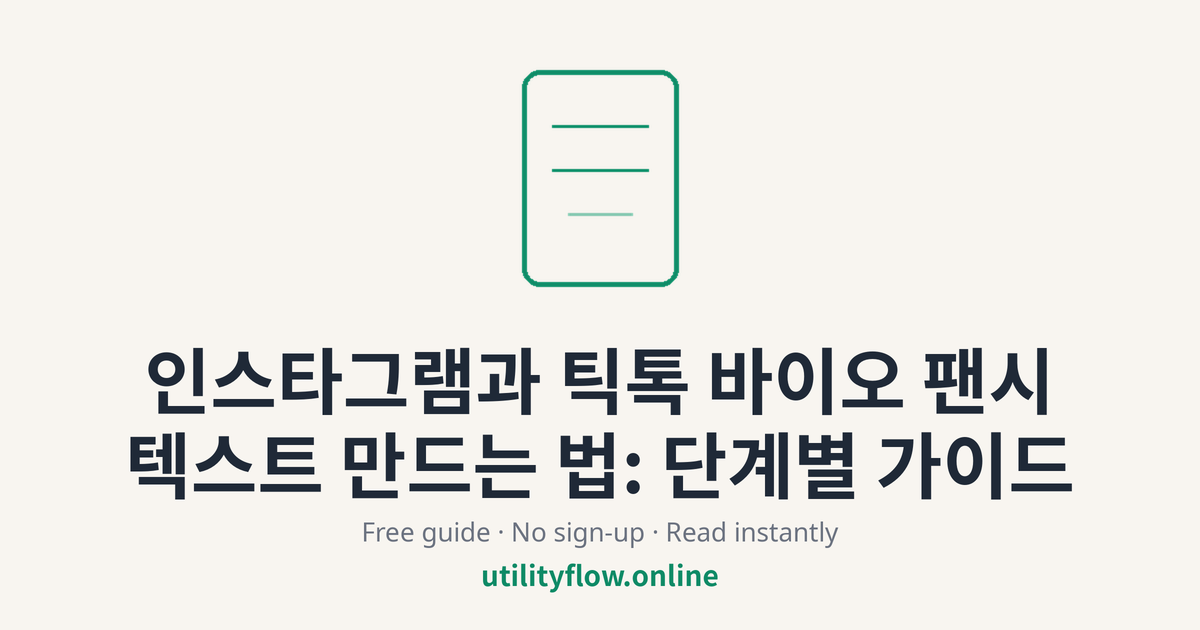 인스타그램과 틱톡 바이오 팬시
텍스트 만드는 법: 단계별 가이드
Free guide · No sign-up · Read instantly
utilityflow.online